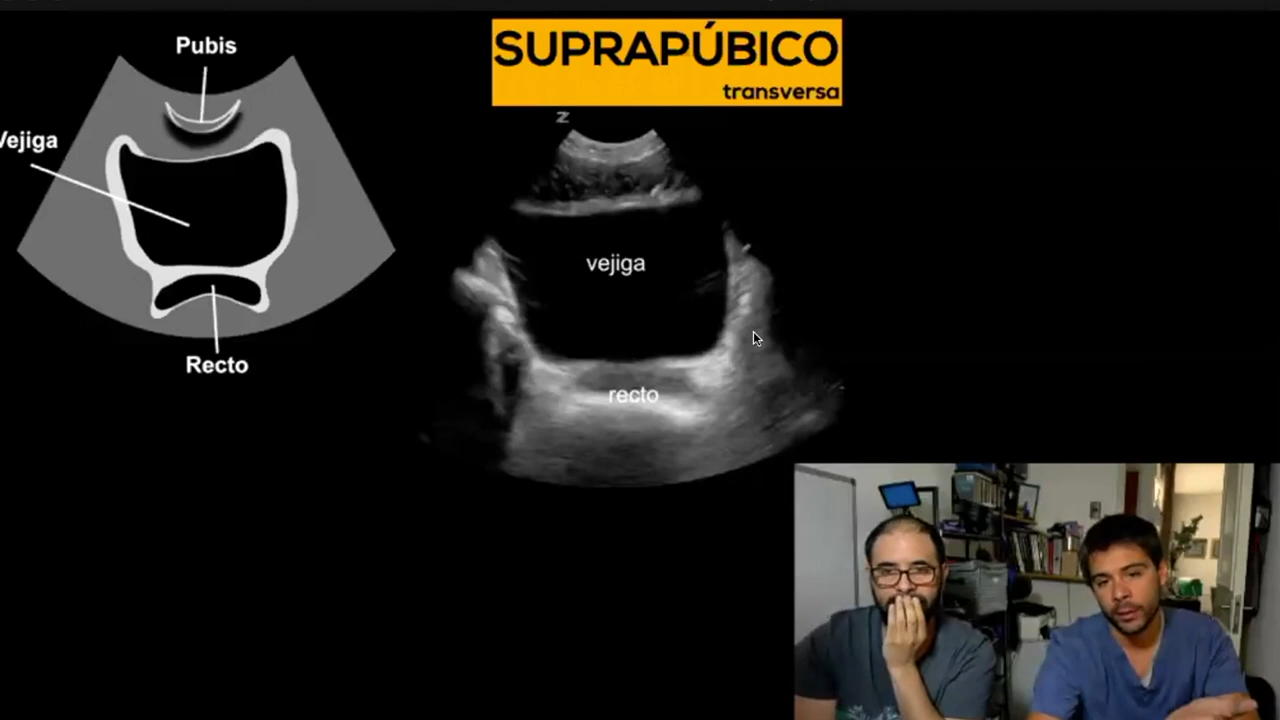 Pubis
Vejiga
Recto
SUPRAPÚBICO
transversa
Z
vejiga
recto